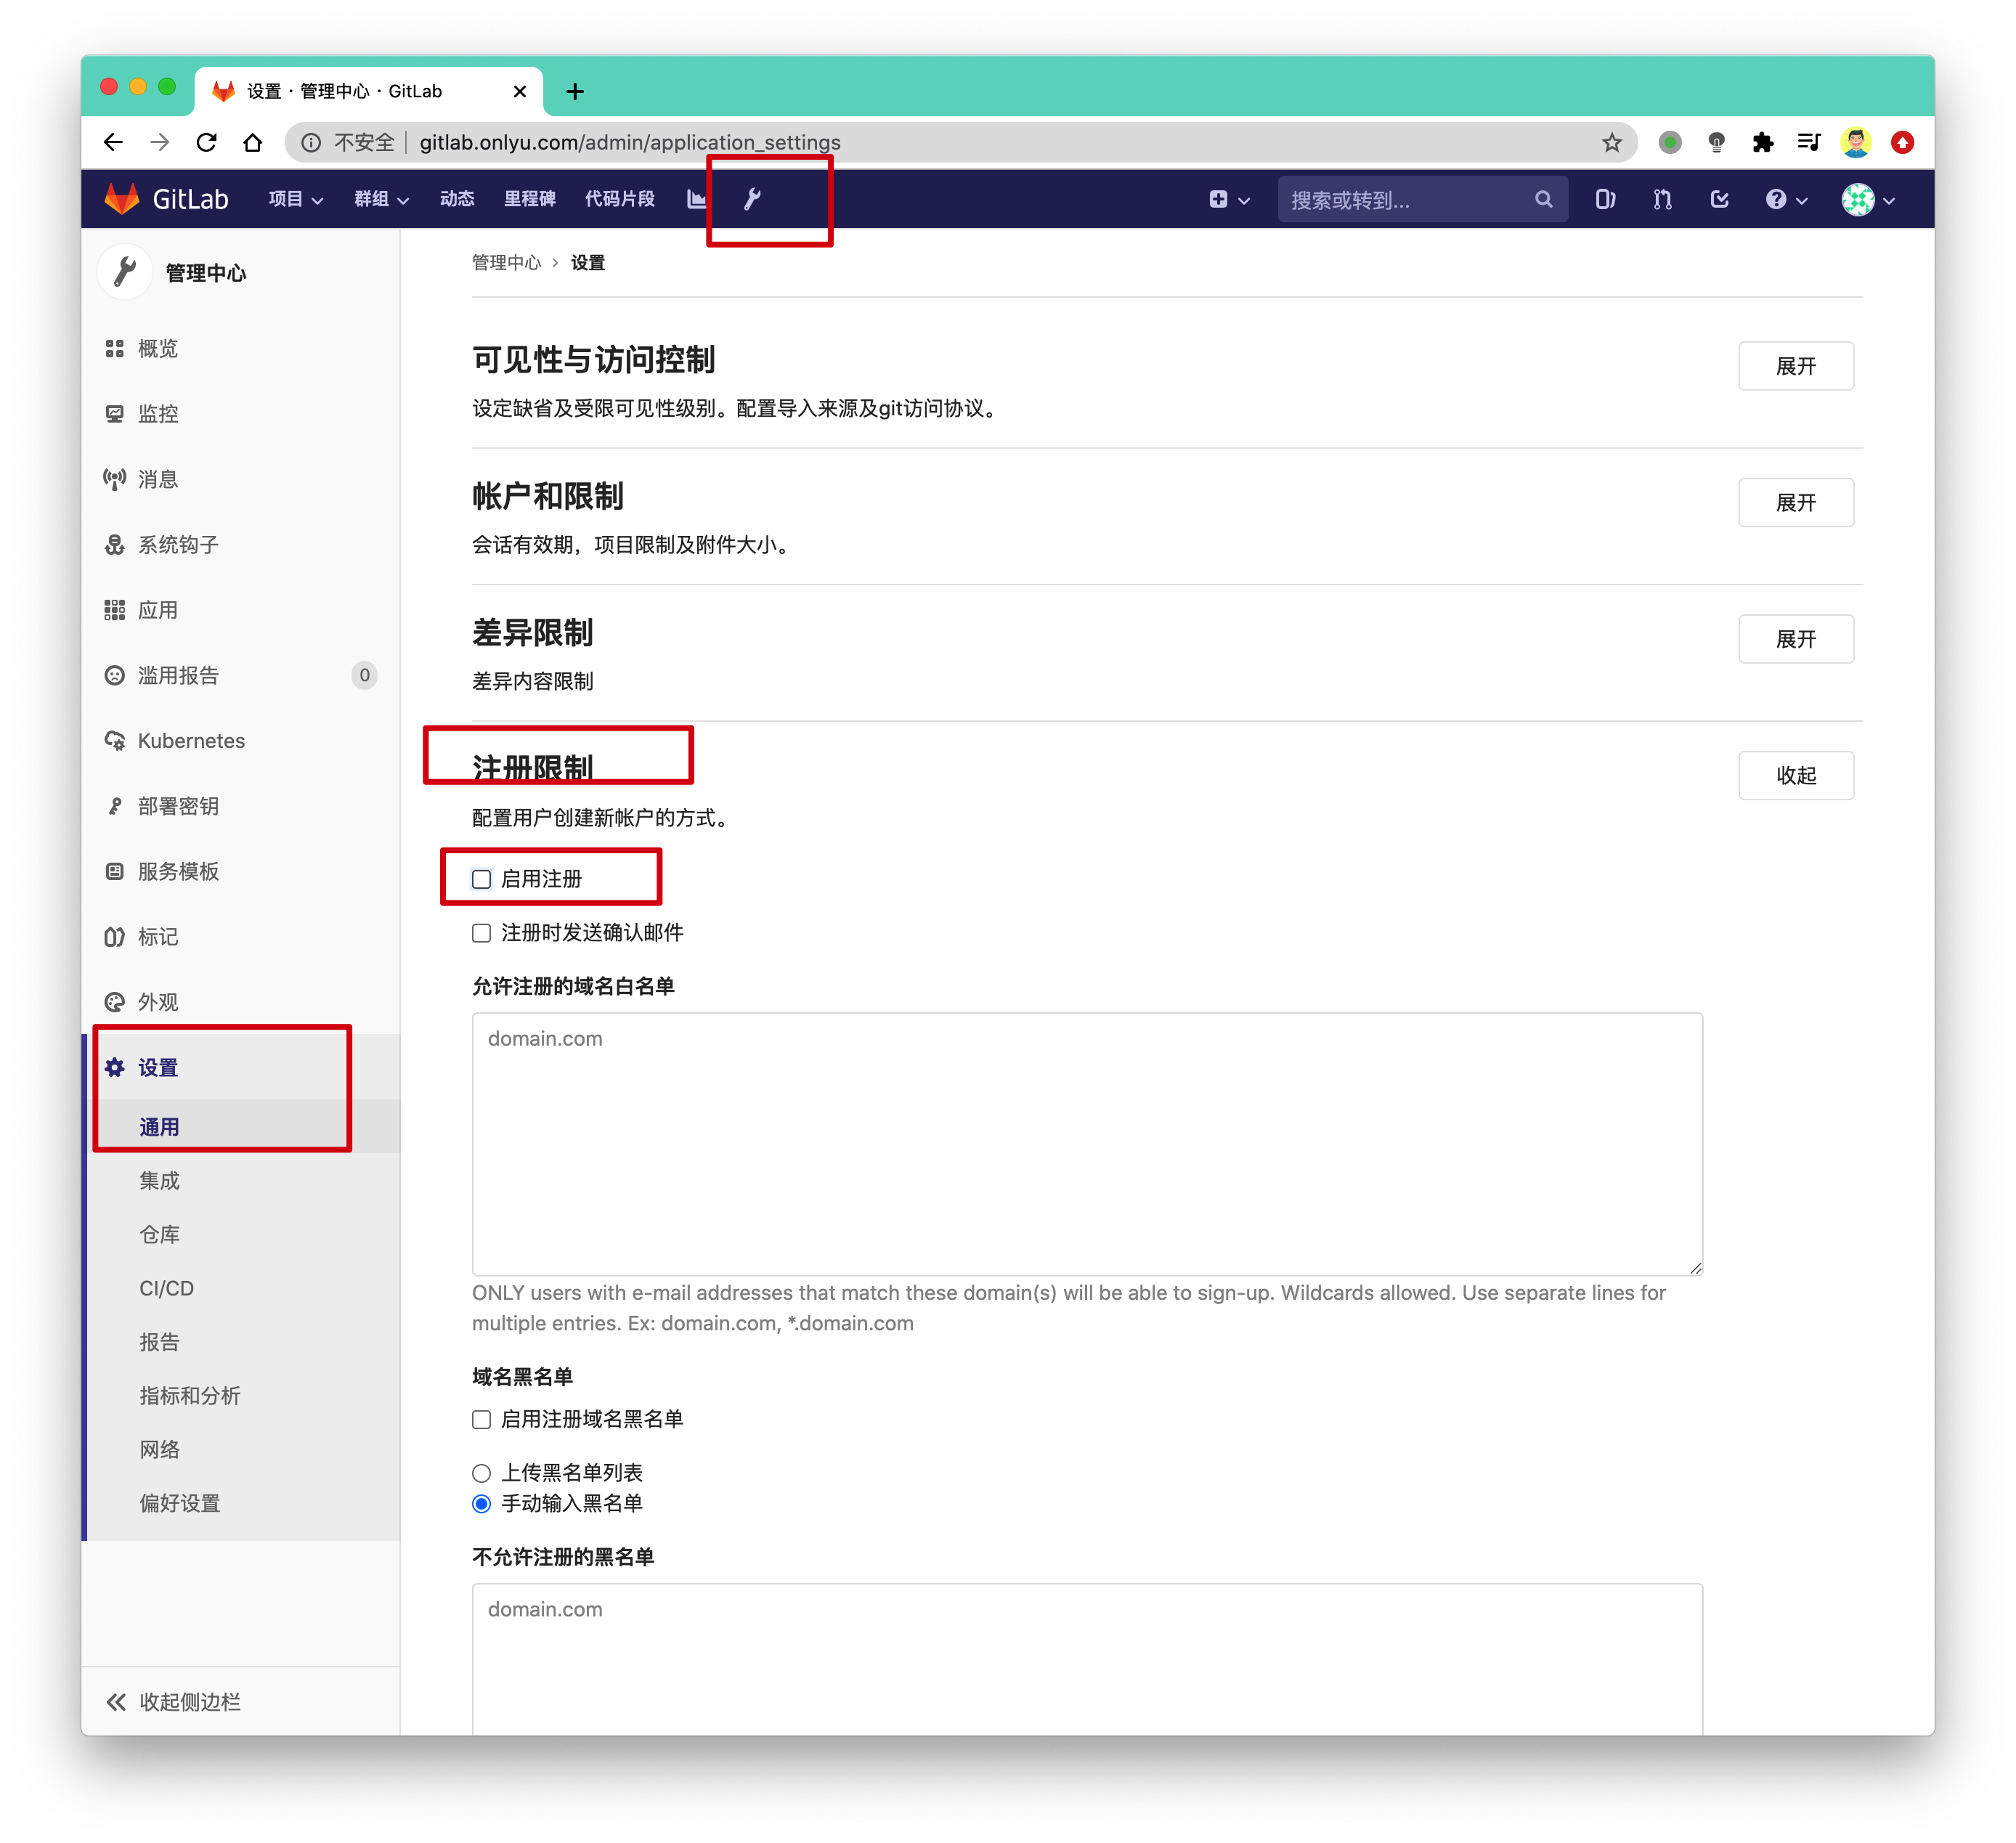 设置 · 管理中心 · GitLab
不安全 gitlab.onlyu.com/admin/application_settings
GitLab 项目 群组 动态 里程碑 代码片段 搜索或转到...
管理中心
概览
监控
消息
系统钩子
应用
滥用报告 0
Kubernetes
部署密钥
服务模板
标记
外观
设置
通用
集成
仓库
CI/CD
报告
指标和分析
网络
偏好设置
收起侧边栏
管理中心 › 设置
可见性与访问控制
展开
设定缺省及受限可见性级别。配置导入来源及git访问协议。
帐户和限制
展开
会话有效期，项目限制及附件大小。
差异限制
展开
差异内容限制
注册限制
收起
配置用户创建新帐户的方式。
启用注册
注册时发送确认邮件
允许注册的域名白名单
domain.com
ONLY users with e-mail addresses that match these domain(s) will be able to sign-up. Wildcards allowed. Use separate lines for
multiple entries. Ex: domain.com, *.domain.com
域名黑名单
启用注册域名黑名单
上传黑名单列表
手动输入黑名单
不允许注册的黑名单
domain.com